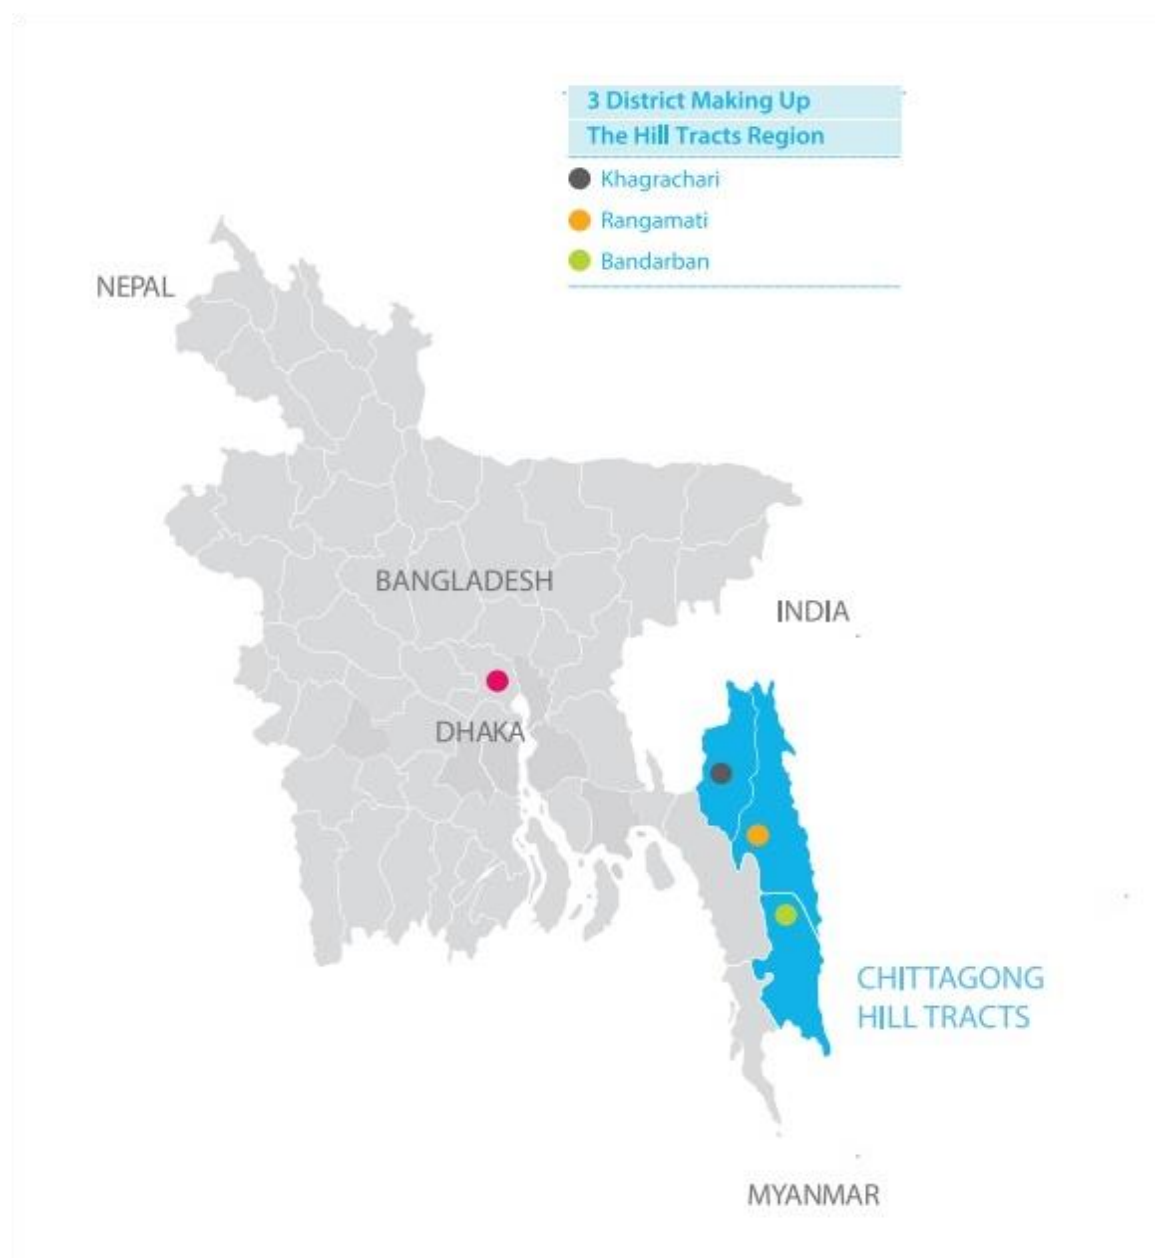 3 District Making Up
The Hill Tracts Region
Khagrachari
Rangamati
Bandarban
NEPAL
BANGLADESH
INDIA
DHAKA
CHITTAGONG
HILL TRACTS
MYANMAR